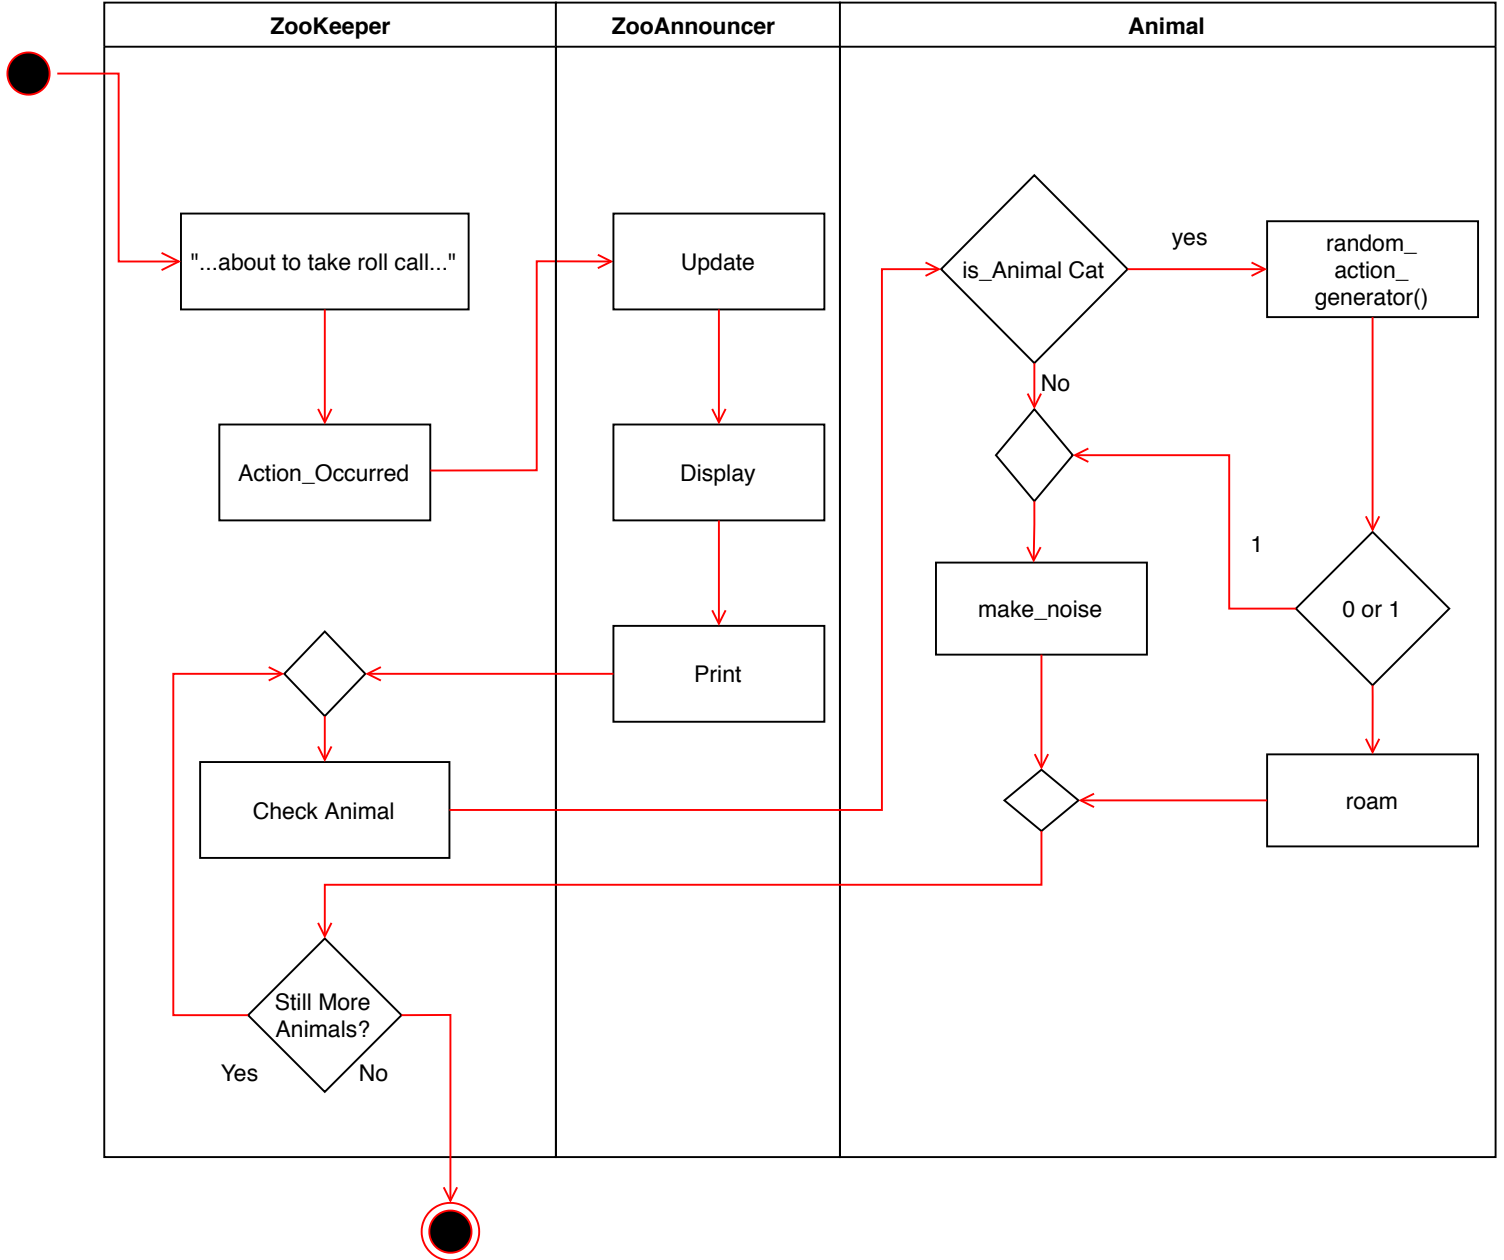 ZooKeeper
ZooAnnouncer
Animal
"...about to take roll call..."
Update
is_Animal Cat
yes
random_
action_
generator()
No
Action_Occurred
Display
1
make_noise
0 or 1
Print
Check Animal
roam
Still More
Animals?
Yes
No